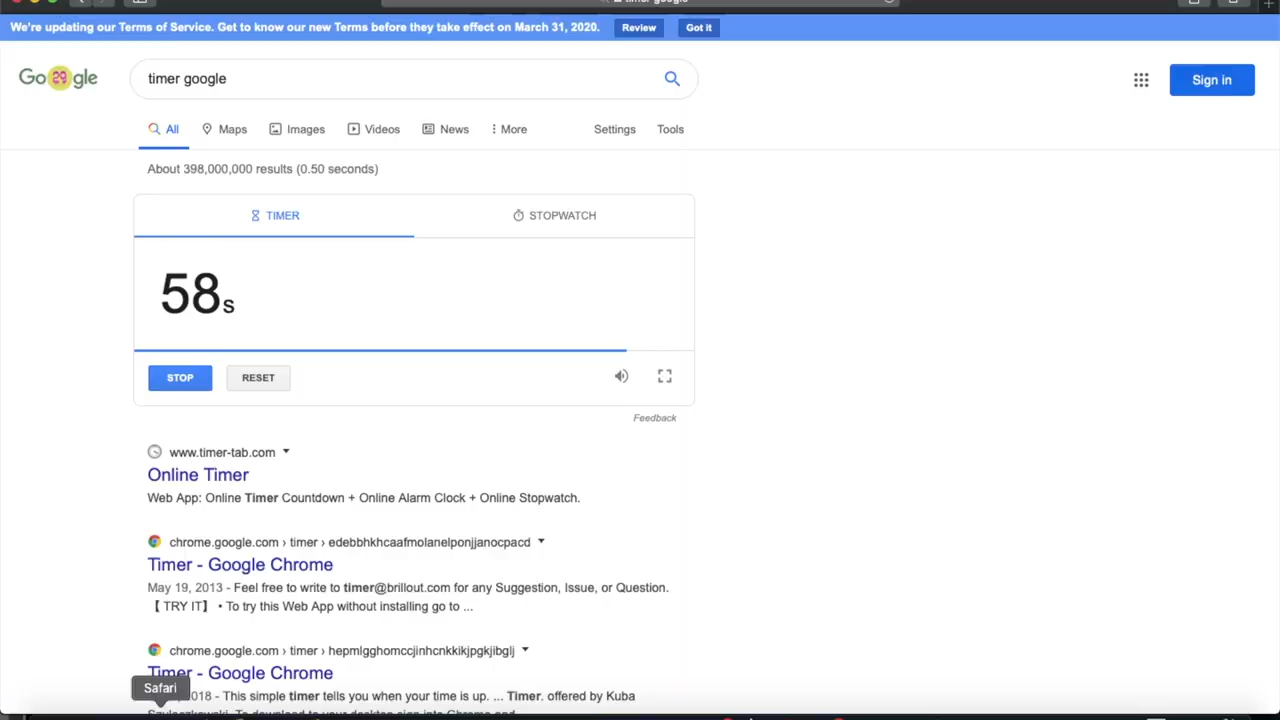 We're updating our Terms of Service. Get to know our new Terms before they take effect on March 31, 2020. Review Got it
Go29gle timer google Sign in
All Maps Images Videos News More Settings Tools
About 398,000,000 results (0.50 seconds)
TIMER STOPWATCH
58s
STOP RESET
Feedback
www.timer-tab.com
Online Timer
Web App: Online Timer Countdown + Online Alarm Clock + Online Stopwatch.
chrome.google.com › timer › edebbhkhcaafmolanelponjjanocpacd
Timer - Google Chrome
May 19, 2013 - Feel free to write to timer@brillout.com for any Suggestion, Issue, or Question.
【 TRY IT】 • To try this Web App without installing go to ...
chrome.google.com › timer › hepmlgghomccjinhcnkkikjpgkjibglj
Timer - Google Chrome
Safari
2018 - This simple timer tells you when your time is up. ... Timer. offered by Kuba